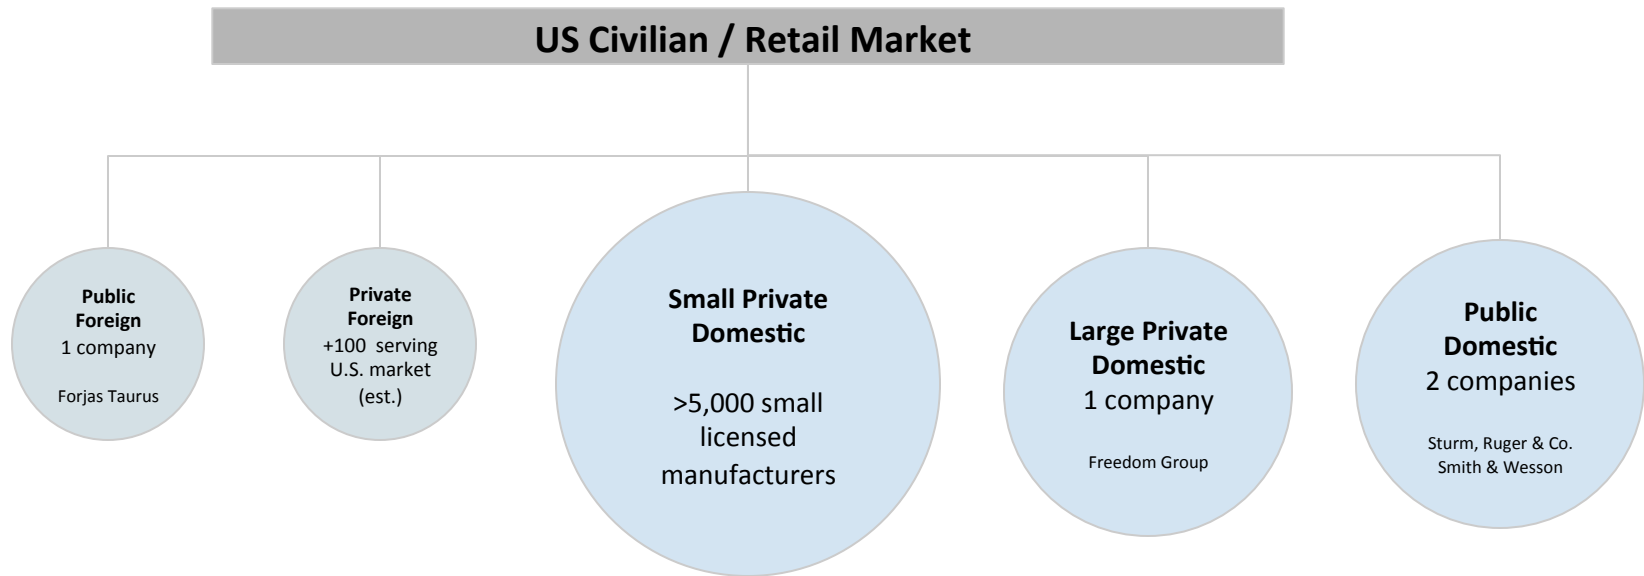 US Civilian / Retail Market
Public
Foreign
1 company
Forjas Taurus
Private
Foreign
+100 serving
U.S. market
(est.)
Small Private
Domestic
>5,000 small
licensed
manufacturers
Large Private
Domestic
1 company
Freedom Group
Public
Domestic
2 companies
Sturm, Ruger & Co.
Smith & Wesson